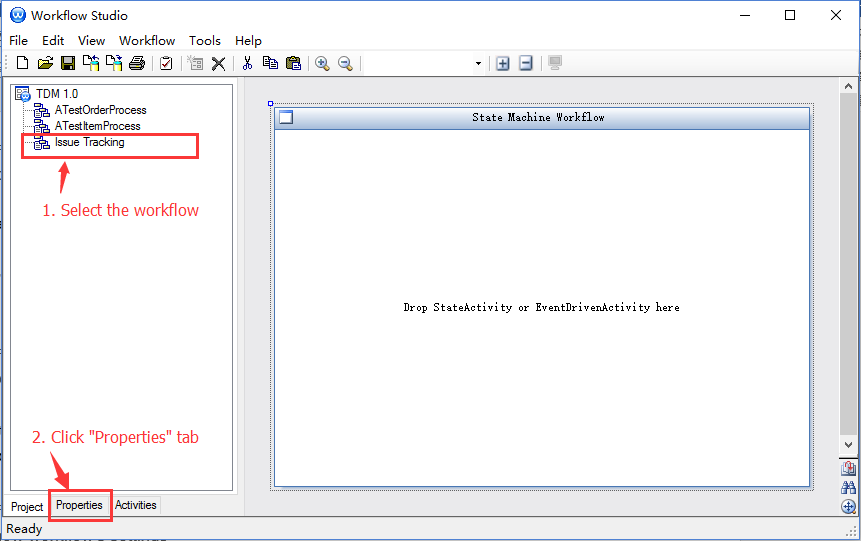 Workflow Studio
File Edit View Workflow Tools Help
TDM 1.0
ATestOrderProcess
ATestItemProcess
Issue Tracking
1. Select the workflow
State Machine Workflow
Drop StateActivity or EventDrivenActivity here
2. Click "Properties" tab
Project Properties Activities
Ready